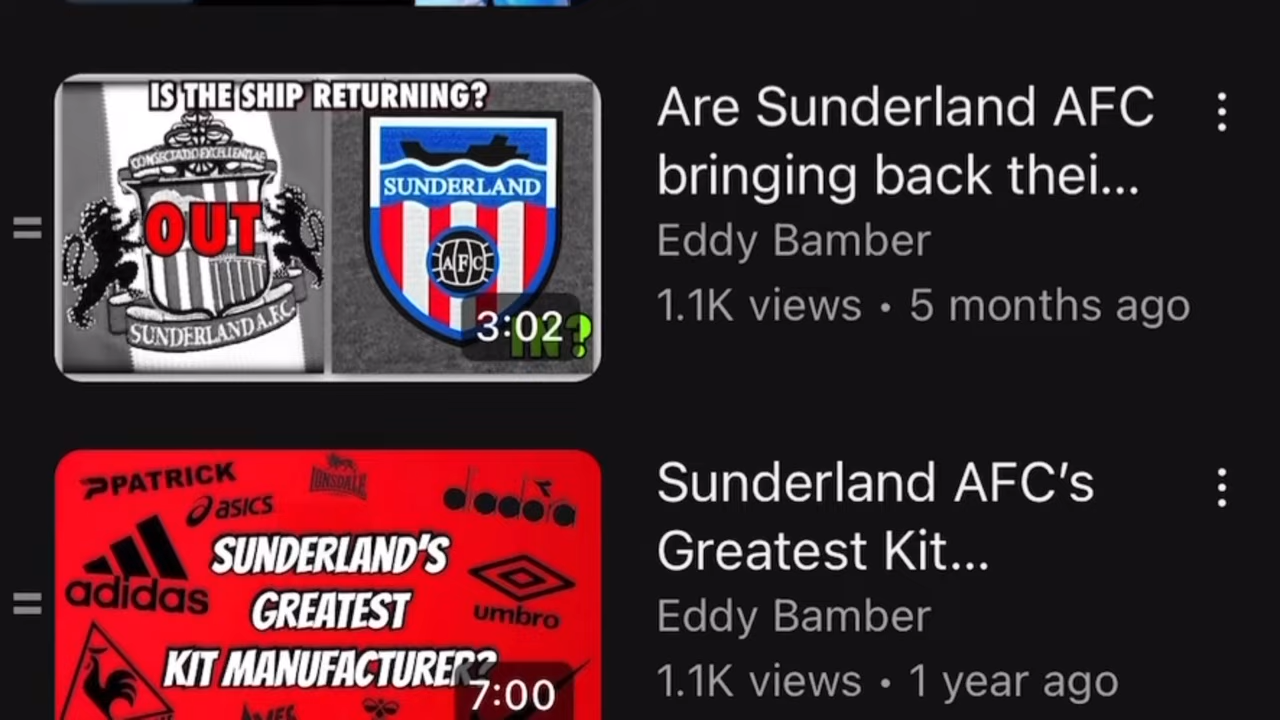 IS THE SHIP RETURNING?
CONSECTATIO EXCELLENTIAE
OUT
SUNDERLAND A.F.C.
SUNDERLAND
AFC
IN?
3:02
Are Sunderland AFC
bringing back thei...
Eddy Bamber
1.1K views • 5 months ago
PATRICK
LONSDALE
diadora
asics
adidas
SUNDERLAND'S
GREATEST
KIT MANUFACTURER?
umbro
7:00
Sunderland AFC's
Greatest Kit...
Eddy Bamber
1.1K views • 1 year ago